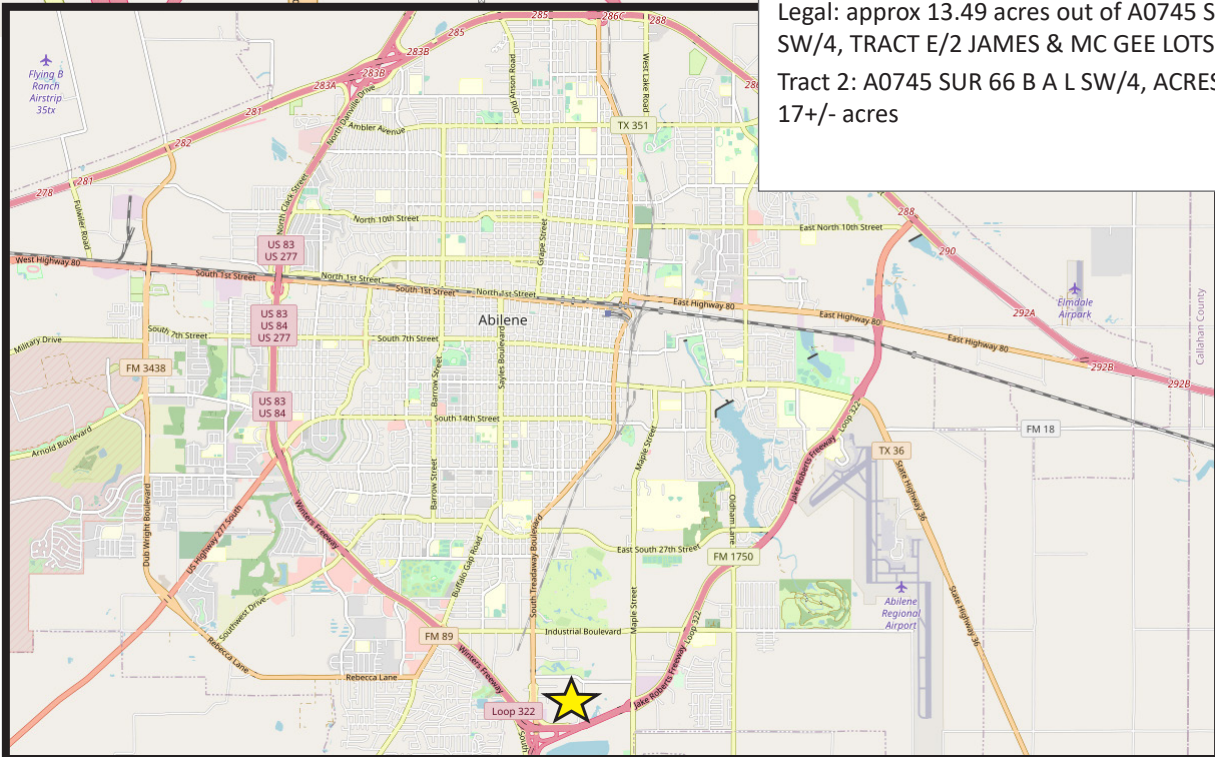 Legal: approx 13.49 acres out of A0745 S
SW/4, TRACT E/2 JAMES & MC GEE LOTS
Tract 2: A0745 SUR 66 B A L SW/4, ACRES
17+/- acres
285
286C
288
283B
285
Flying B
Ranch
Airstrip
35tx
283B
283A
Old Anson Road
West Lake Road
286
281
North Danville Drive
Ambler Avenue
TX 351
282
281
278
Fulwiler Road
North Clack Street
North 10th Street
Grape Street
East North 10th Street
288
290
US 83
US 277
West Highway 80
South 1st Street
North 1st Street
South 1st Street
North 1st Street
East Highway 80
Elmdale
Airpark
292A
Callahan County
US 83
US 84
US 277
Abilene
East Highway 80
East Highway 80
South 7th Street
Military Drive
South 7th Street
Sayles Boulevard
FM 3438
Barrow Street
292B
292B
US 83
US 84
South 14th Street
Loop 322
FM 18
Arnold Boulevard
Maple Street
Jake Roberts Freeway
TX 36
Barrow Street
State Highway 36
Dub Wright Boulevard
US Highway 277 South
Winters Freeway
Oldham Lane
South Treadaway Boulevard
East South 27th Street
FM 1750
Buffalo Gap Road
Southwest Drive
Maple Street
Abilene
Regional
Airport
State Highway 36
Rebecca Lane
FM 89
Industrial Boulevard
Winters Freeway
Jake Roberts Freeway Loop 322
Rebecca Lane
Loop 322
South